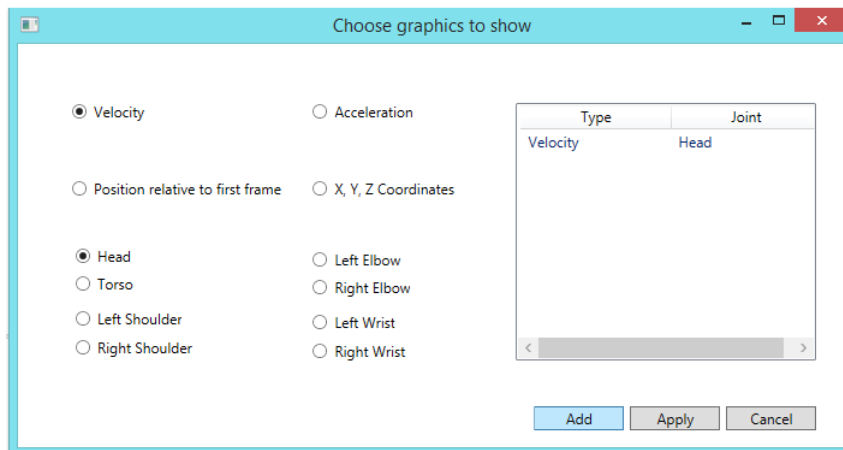 Choose graphics to show
Velocity Acceleration
Type Joint
Velocity Head
Position relative to first frame X, Y, Z Coordinates
Head Left Elbow
Torso Right Elbow
Left Shoulder Left Wrist
Right Shoulder Right Wrist
Add Apply Cancel